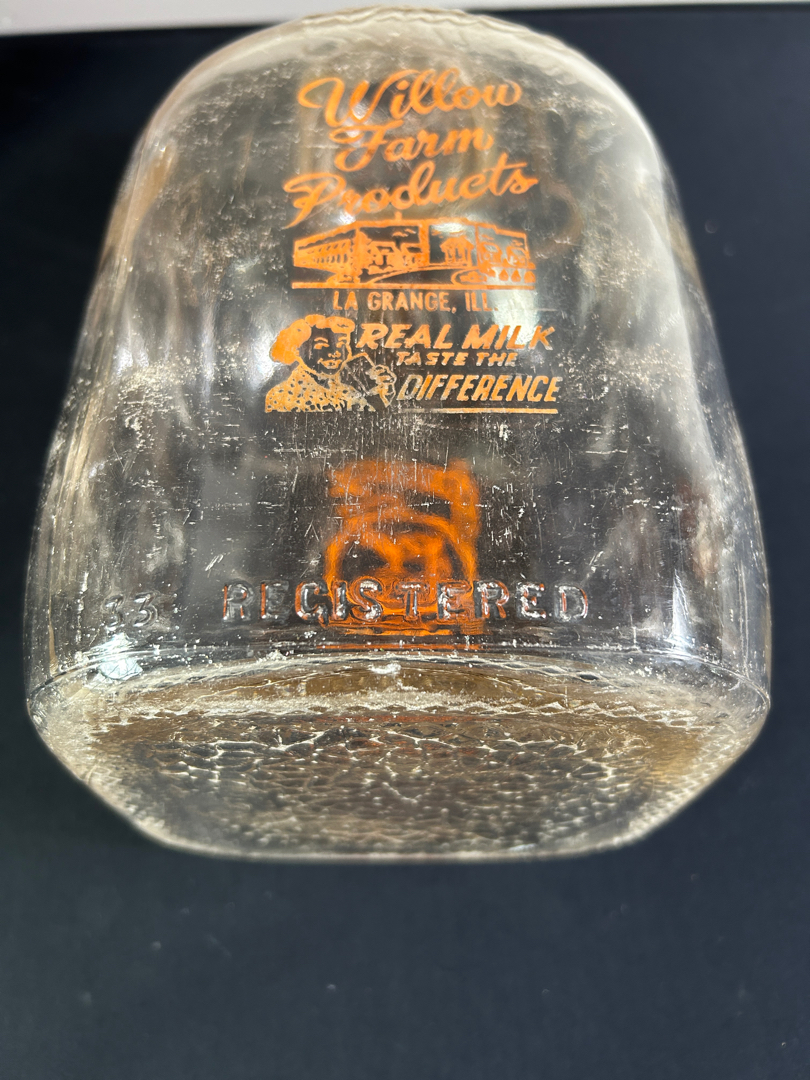 Willow
Farm
Products
LA GRANGE, ILL.
REAL MILK
TASTE THE
DIFFERENCE
33 REGISTERED